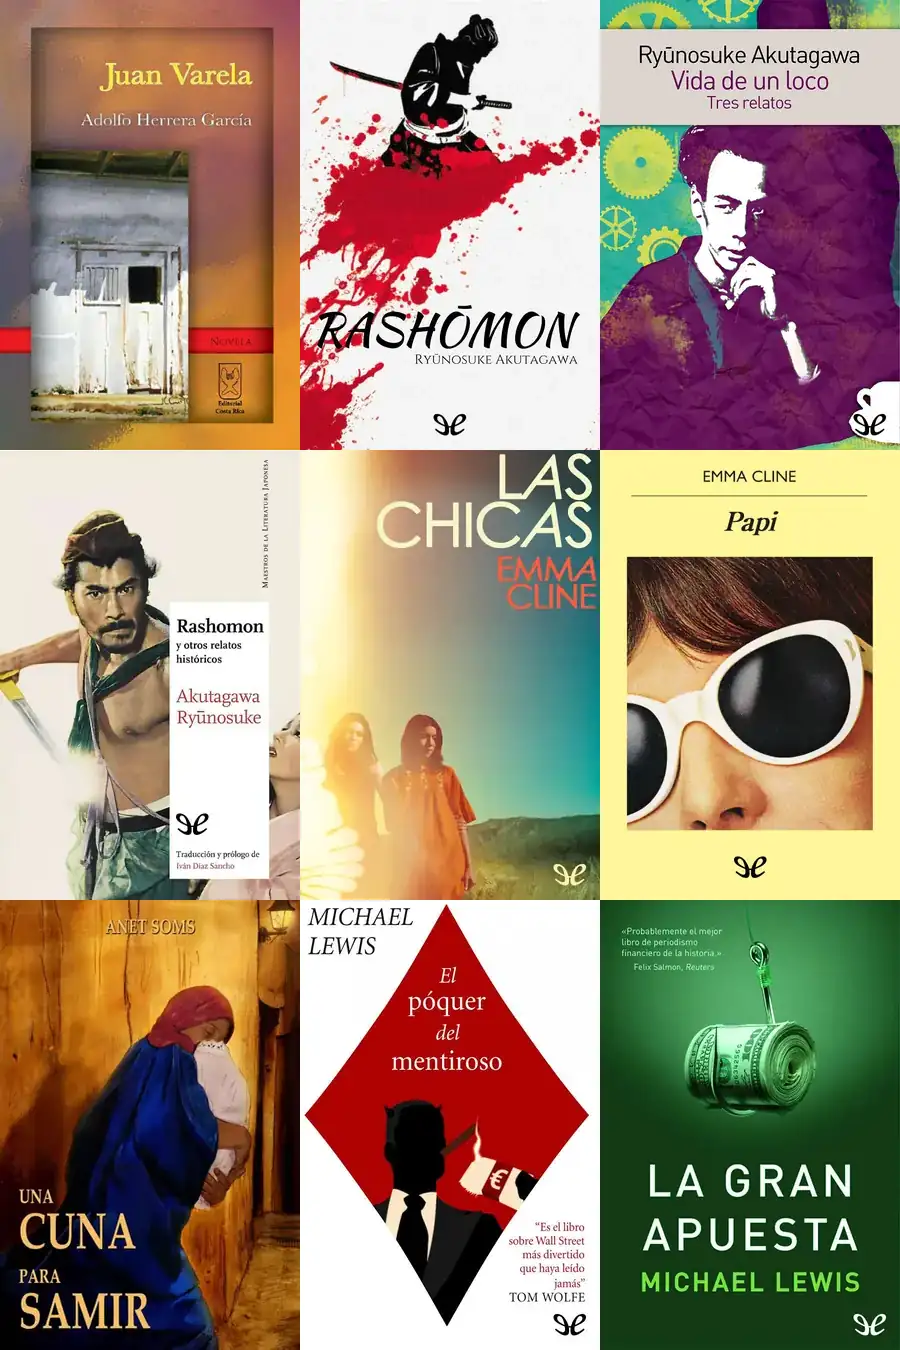 Juan Varela
Adolfo Herrera García
NOVELA
Editorial
Costa Rica
RASHŌMON
RYŪNOSUKE AKUTAGAWA
Ryūnosuke Akutagawa
Vida de un loco
Tres relatos
MAESTROS DE LA LITERATURA JAPONESA
Rashomon
y otros relatos
históricos
Akutagawa
Ryūnosuke
Traducción y prólogo de
Iván Díaz Sancho
LAS
CHICAS
EMMA
CLINE
EMMA CLINE
Papi
ANET SOMS
UNA
CUNA
PARA
SAMIR
MICHAEL
LEWIS
El
póquer
del
mentiroso
€
“Es el libro
sobre Wall Street
más divertido
que haya leído
jamás”
TOM WOLFE
«Probablemente el mejor
libro de periodismo
financiero de la historia.»
Felix Salmon, Reuters
LA GRAN
APUESTA
MICHAEL LEWIS